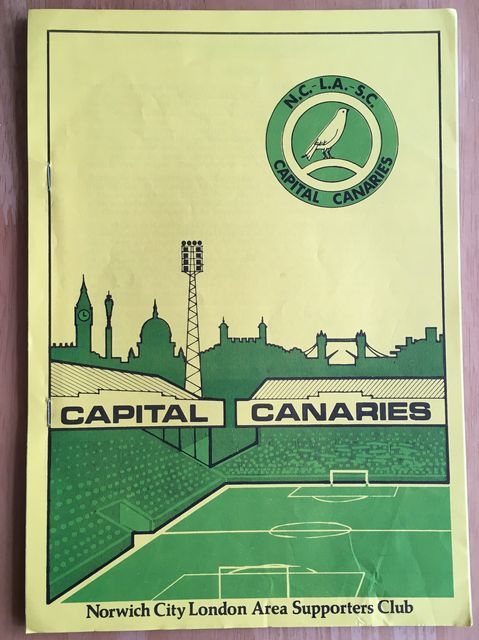 N.C.-L.A.-S.C.
CAPITAL CANARIES
CAPITAL CANARIES
Norwich City London Area Supporters Club